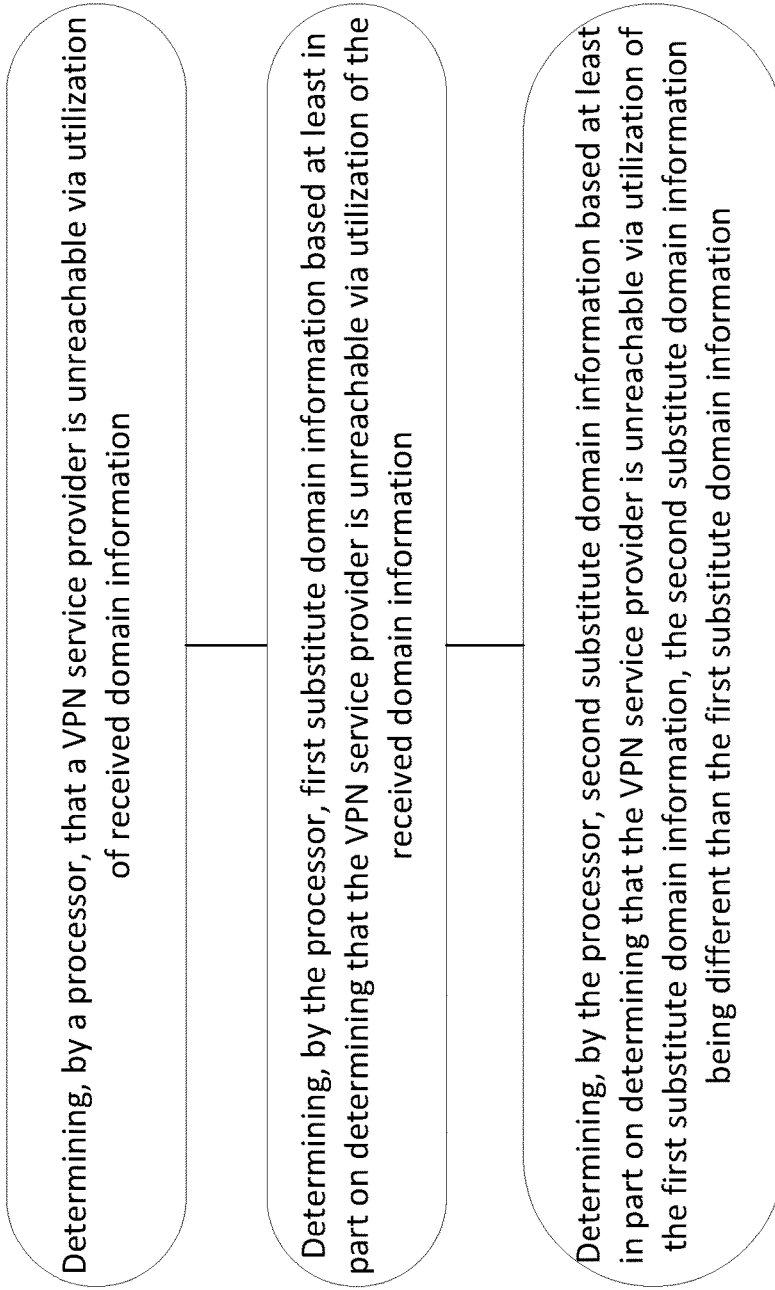 Determining, by a processor, that a VPN service provider is unreachable via utilization
of received domain information
Determining, by the processor, first substitute domain information based at least in
part on determining that the VPN service provider is unreachable via utilization of the
received domain information
Determining, by the processor, second substitute domain information based at least
in part on determining that the VPN service provider is unreachable via utilization of
the first substitute domain information, the second substitute domain information
being different than the first substitute domain information